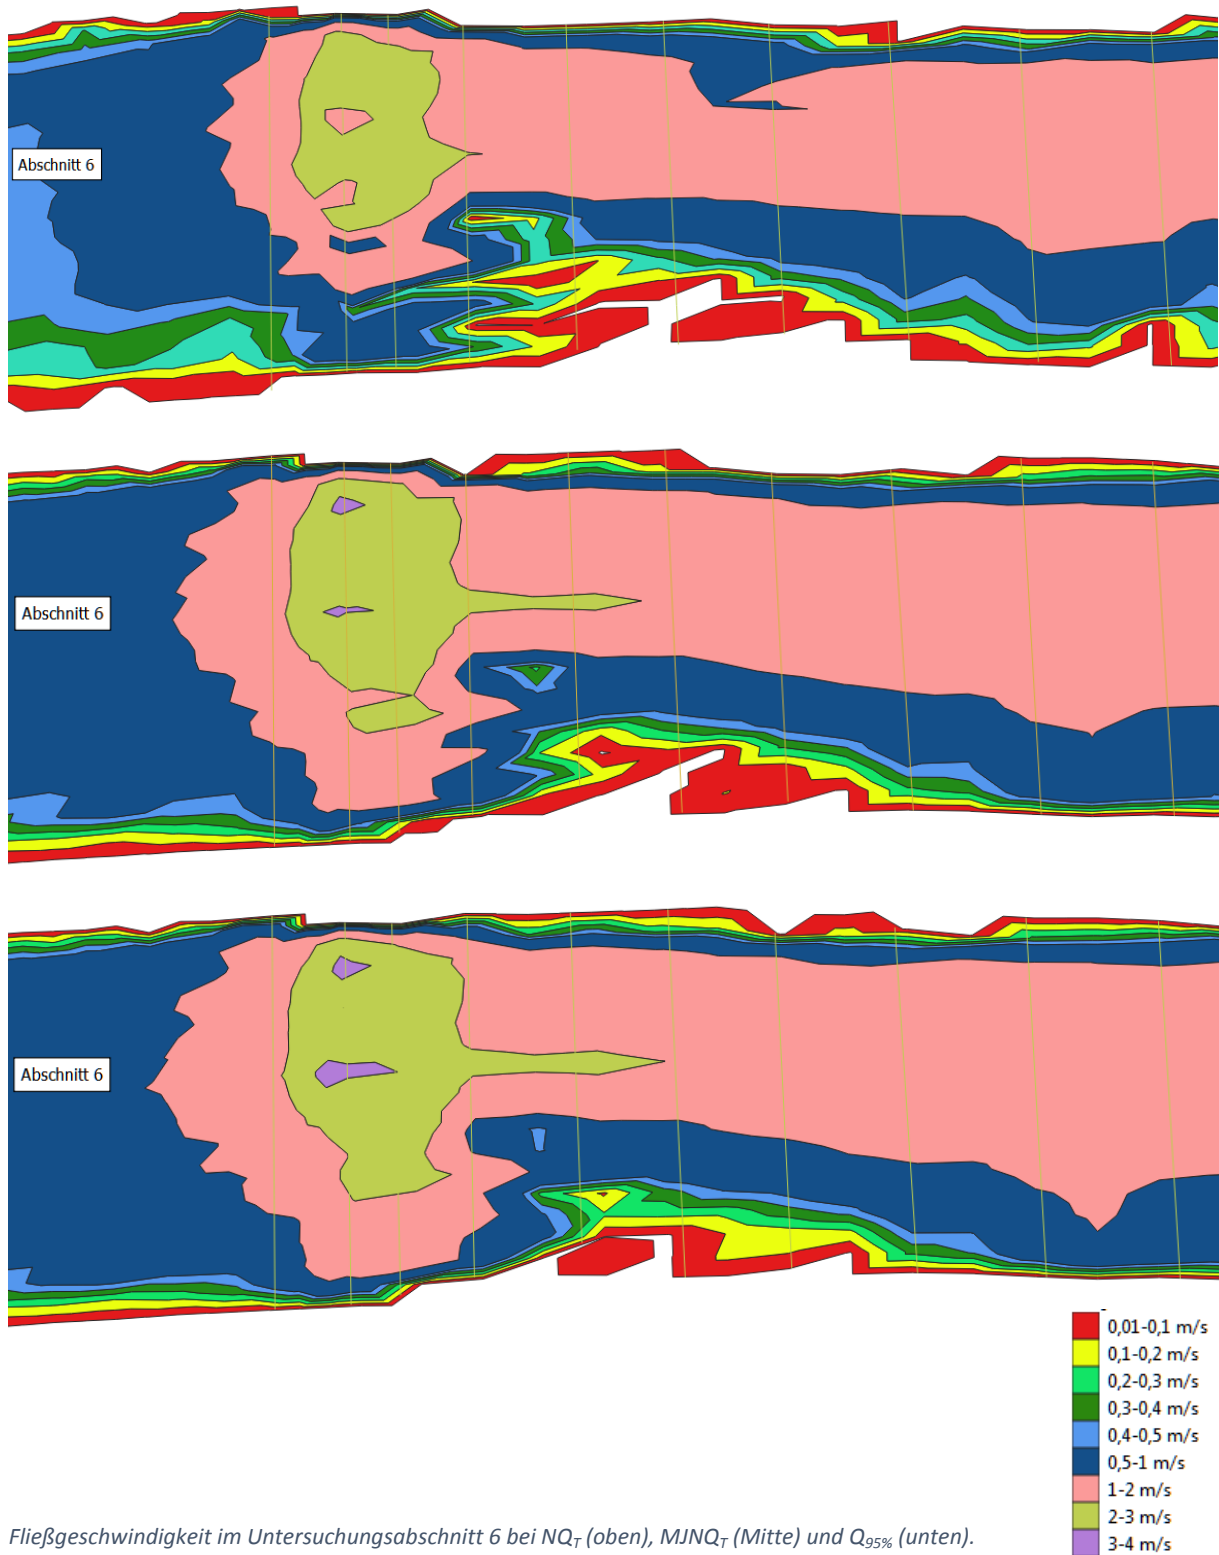 Abschnitt 6
Abschnitt 6
Abschnitt 6
0,01-0,1 m/s
0,1-0,2 m/s
0,2-0,3 m/s
0,3-0,4 m/s
0,4-0,5 m/s
0,5-1 m/s
1-2 m/s
2-3 m/s
3-4 m/s
Fließgeschwindigkeit im Untersuchungsabschnitt 6 bei NQT (oben), MJNQT (Mitte) und Q95% (unten).